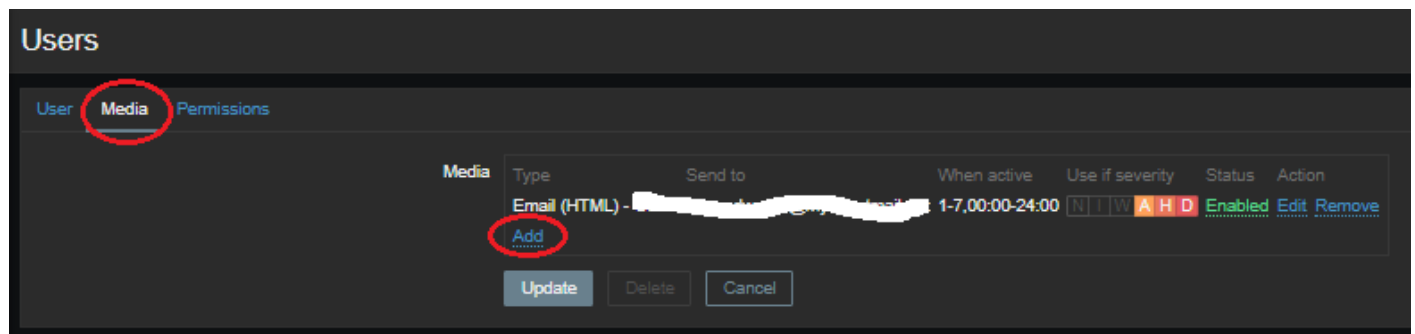 Users
User Media Permissions
Media Type Send to When active Use if severity Status Action
Email (HTML) - 1-7,00:00-24:00 N I W A H D Enabled Edit Remove
Add
Update Delete Cancel